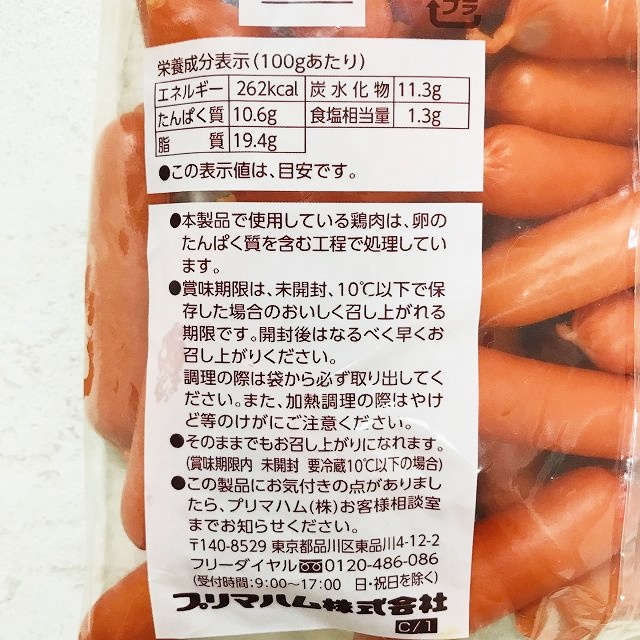 プラ
栄養成分表示(100gあたり)
エネルギー 262kcal 炭水化物 11.3g
たんぱく質 10.6g 食塩相当量 1.3g
脂質 19.4g
●この表示値は、目安です。
●本製品で使用している鶏肉は、卵の
たんぱく質を含む工程で処理してい
ます。
●賞味期限は、未開封、10℃以下で保
存した場合のおいしく召し上がれる
期限です。開封後はなるべく早くお
召し上がりください。
調理の際は袋から必ず取り出してく
ださい。また、加熱調理の際はやけ
ど等のけがにご注意ください。
●そのままでもお召し上がりになれます。
(賞味期限内 未開封 要冷蔵10℃以下の場合)
●この製品にお気付きの点がありまし
たら、プリマハム(株)お客様相談室
までお知らせください。
〒140-8529 東京都品川区東品川4-12-2
フリーダイヤル 0120-486-086
(受付時間:9:00〜17:00 日・祝日を除く)
プリマハム株式会社
C/1